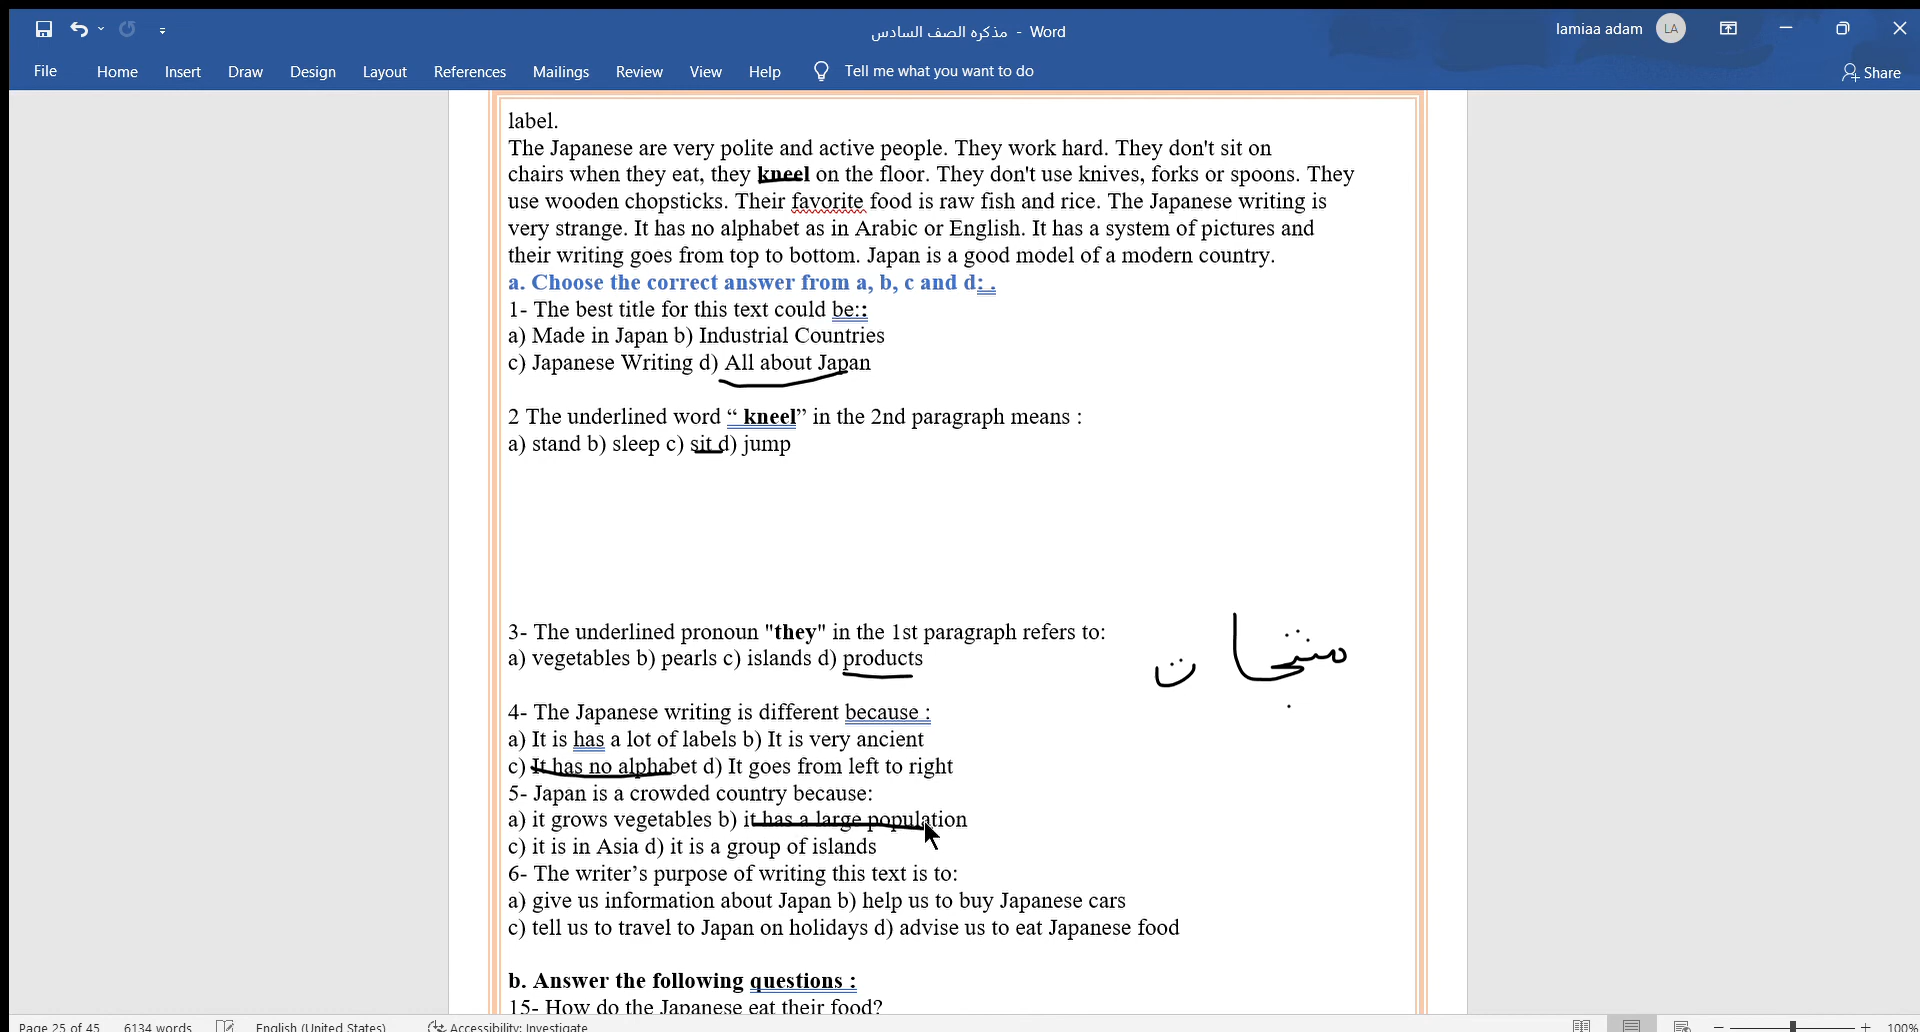 مذكره الصف السادس - Word
lamiaa adam LA
File Home Insert Draw Design Layout References Mailings Review View Help Tell me what you want to do Share
label.
The Japanese are very polite and active people. They work hard. They don't sit on
chairs when they eat, they kneel on the floor. They don't use knives, forks or spoons. They
use wooden chopsticks. Their favorite food is raw fish and rice. The Japanese writing is
very strange. It has no alphabet as in Arabic or English. It has a system of pictures and
their writing goes from top to bottom. Japan is a good model of a modern country.
a. Choose the correct answer from a, b, c and d: .
1- The best title for this text could be::
a) Made in Japan b) Industrial Countries
c) Japanese Writing d) All about Japan
2 The underlined word “ kneel” in the 2nd paragraph means :
a) stand b) sleep c) sit d) jump
3- The underlined pronoun "they" in the 1st paragraph refers to:
a) vegetables b) pearls c) islands d) products
منتجات
4- The Japanese writing is different because :
a) It is has a lot of labels b) It is very ancient
c) It has no alphabet d) It goes from left to right
5- Japan is a crowded country because:
a) it grows vegetables b) it has a large population
c) it is in Asia d) it is a group of islands
6- The writer’s purpose of writing this text is to:
a) give us information about Japan b) help us to buy Japanese cars
c) tell us to travel to Japan on holidays d) advise us to eat Japanese food
b. Answer the following questions :
15- How do the Japanese eat their food?
Page 25 of 45 6134 words English (United States) Accessibility: Investigate 100%